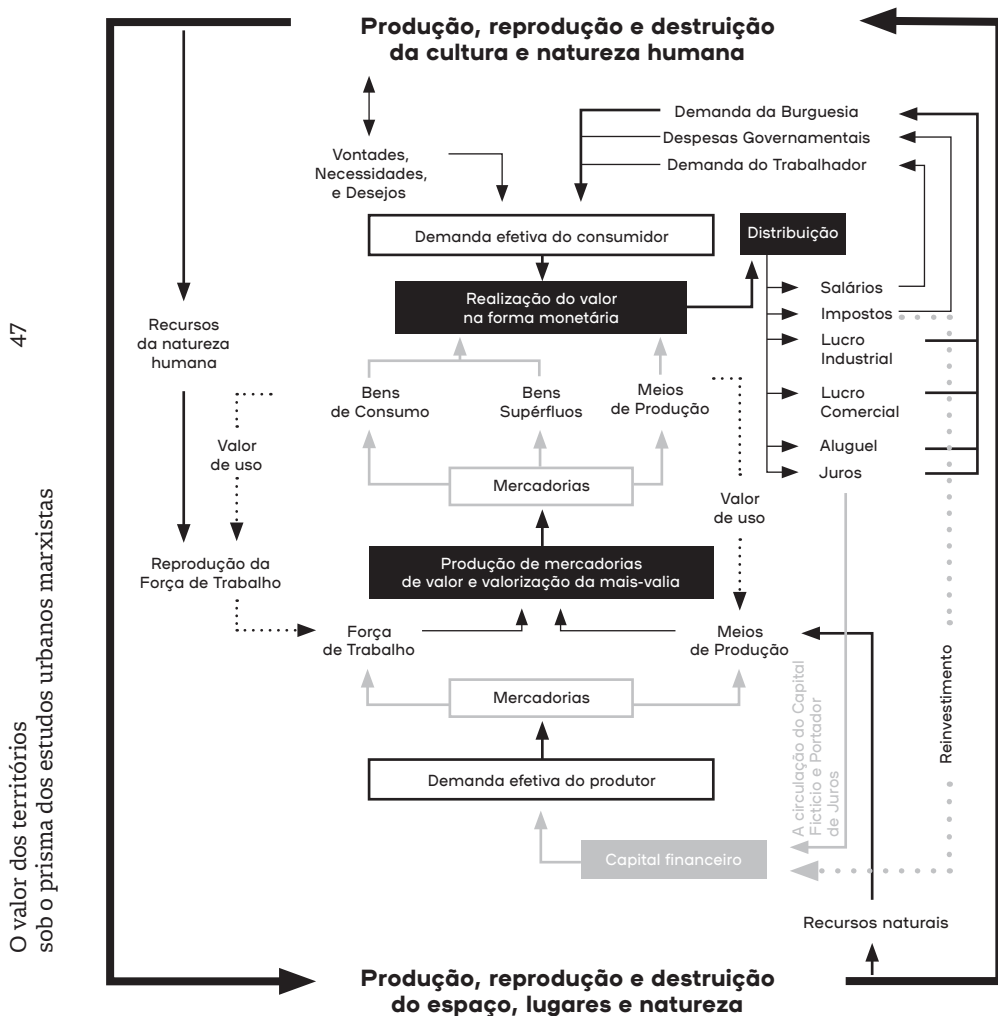 Produção, reprodução e destruição
da cultura e natureza humana
Demanda da Burguesia
Despesas Governamentais
Demanda do Trabalhador
Vontades,
Necessidades,
e Desejos
Demanda efetiva do consumidor
Distribuição
Realização do valor
na forma monetária
Salários
Impostos
Lucro
Industrial
Lucro
Comercial
Aluguel
Juros
Recursos
da natureza
humana
Bens
de Consumo
Bens
Supérfluos
Meios
de Produção
Valor
de uso
Mercadorias
Valor
de uso
Produção de mercadorias
de valor e valorização da mais-valia
Reprodução da
Força de Trabalho
Força
de Trabalho
Meios
de Produção
Mercadorias
Demanda efetiva do produtor
Capital financeiro
A circulação do Capital
Fictício e Portador
de Juros
Reinvestimento
Recursos naturais
Produção, reprodução e destruição
do espaço, lugares e natureza
47
O valor dos territórios
sob o prisma dos estudos urbanos marxistas